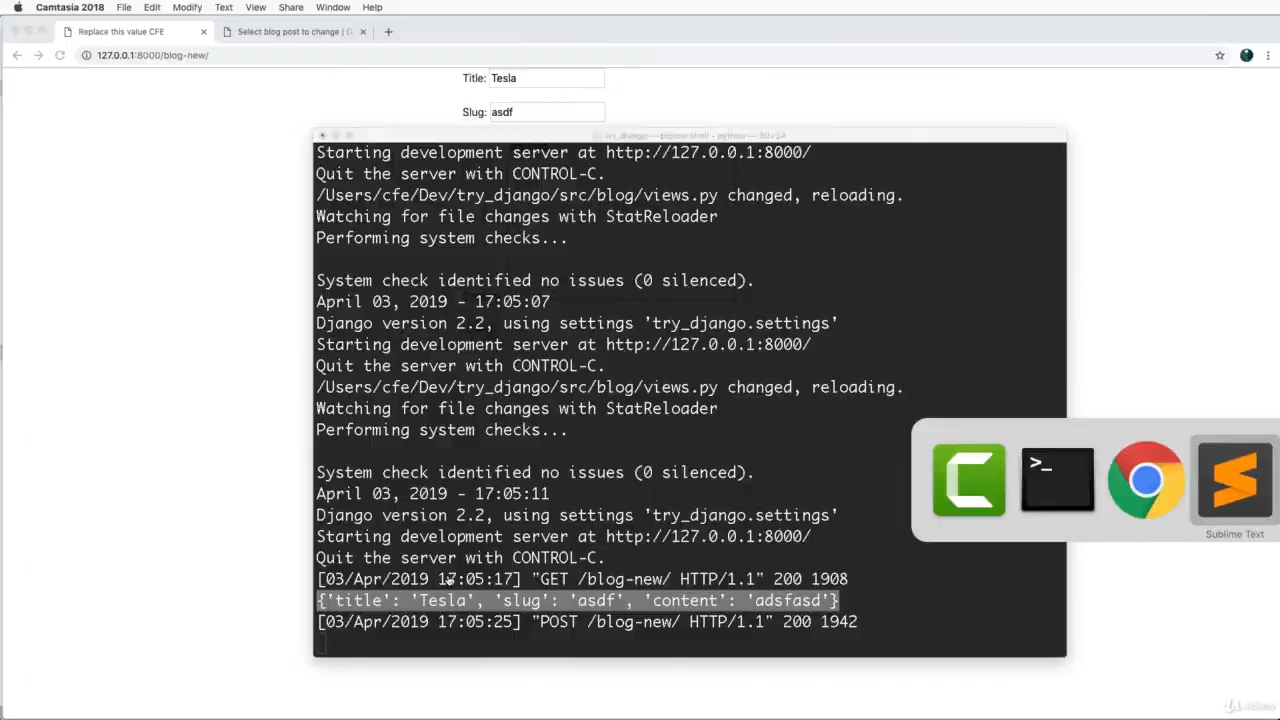 Camtasia 2018 File Edit Modify Text View Share Window Help
Replace this value CFE
Select blog post to change | D
127.0.0.1:8000/blog-new/
Title: Tesla
Slug: asdf
try_django — pipenv shell • python — 80×24
Starting development server at http://127.0.0.1:8000/
Quit the server with CONTROL-C.
/Users/cfe/Dev/try_django/src/blog/views.py changed, reloading.
Watching for file changes with StatReloader
Performing system checks...
System check identified no issues (0 silenced).
April 03, 2019 - 17:05:07
Django version 2.2, using settings 'try_django.settings'
Starting development server at http://127.0.0.1:8000/
Quit the server with CONTROL-C.
/Users/cfe/Dev/try_django/src/blog/views.py changed, reloading.
Watching for file changes with StatReloader
Performing system checks...
System check identified no issues (0 silenced).
April 03, 2019 - 17:05:11
Django version 2.2, using settings 'try_django.settings'
Starting development server at http://127.0.0.1:8000/
Quit the server with CONTROL-C.
[03/Apr/2019 17:05:17] "GET /blog-new/ HTTP/1.1" 200 1908
{'title': 'Tesla', 'slug': 'asdf', 'content': 'adsfasd'}
[03/Apr/2019 17:05:25] "POST /blog-new/ HTTP/1.1" 200 1942
Sublime Text
Udemy